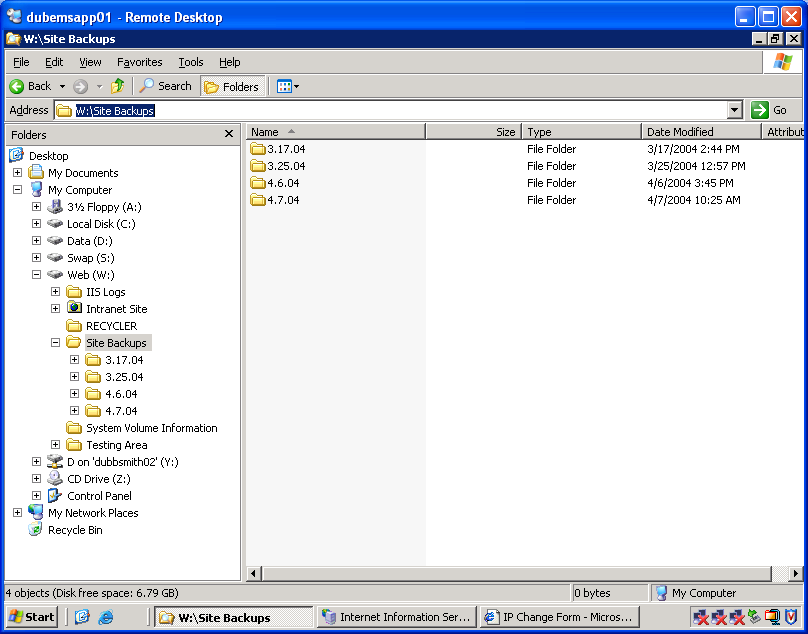 dubemsapp01 - Remote Desktop
W:\Site Backups
File Edit View Favorites Tools Help
Back Search Folders
Address W:\Site Backups Go
Folders
Name Size Type Date Modified Attribut
Desktop
My Documents
My Computer
3½ Floppy (A:)
Local Disk (C:)
Data (D:)
Swap (S:)
Web (W:)
IIS Logs
Intranet Site
RECYCLER
Site Backups
3.17.04
3.25.04
4.6.04
4.7.04
System Volume Information
Testing Area
D on 'dubbsmith02' (Y:)
CD Drive (Z:)
Control Panel
My Network Places
Recycle Bin
3.17.04 File Folder 3/17/2004 2:44 PM
3.25.04 File Folder 3/25/2004 12:57 PM
4.6.04 File Folder 4/6/2004 3:45 PM
4.7.04 File Folder 4/7/2004 10:25 AM
4 objects (Disk free space: 6.79 GB) 0 bytes My Computer
Start W:\Site Backups Internet Information Ser... IP Change Form - Micros...